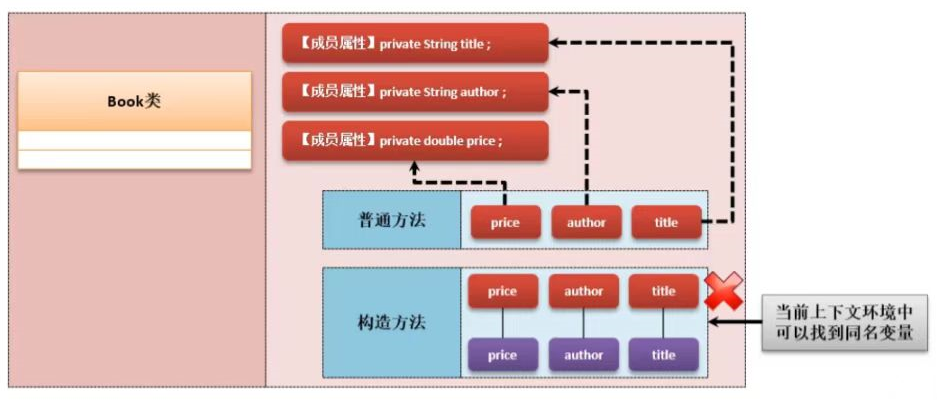 Book类
【成员属性】private String title ;
【成员属性】private String author ;
【成员属性】private double price ;
普通方法
price
author
title
构造方法
price
author
title
price
author
title
当前上下文环境中
可以找到同名变量